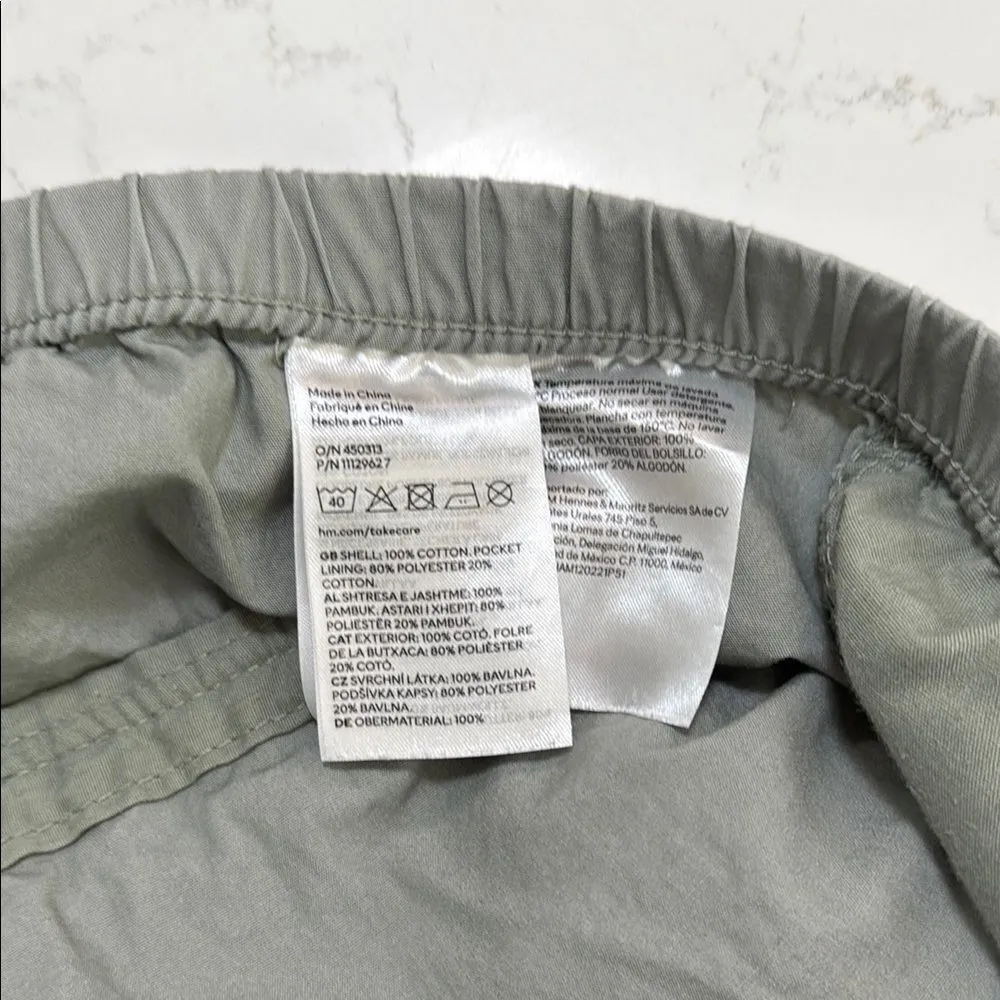 Made in China
Fabriqué en Chine
Hecho en China
O/N 450313
P/N 1112962 7
40
hm.com/takecare
GB SHELL: 100% COTTON. POCKET
LINING: 80% POLYESTER 20%
COTTON.
AL SHTRESA E JASHTME: 100%
PAMBUK. ASTARI I XHEPIT: 80%
POLIESTËR 20% PAMBUK.
CAT EXTERIOR: 100% COTÓ. FOLRE
DE LA BUTXACA: 80% POLIÈSTER
20% COTÓ.
CZ SVRCHNÍ LÁTKA: 100% BAVLNA.
PODŠÍVKA KAPSY: 80% POLYESTER
20% BAVLNA.
DE OBERMATERIAL: 100%
Temperatura máxima de lavado
°C Proceso normal Usar detergente.
blanquear. No secar en máquina
Plancha con temperatura
de la base de 150°C. No lavar
seco. CAPA EXTERIOR: 100%
FORRO DEL BOLSILLO:
poliéster 20% ALGODÓN.
por:
M Hennes & Mauritz Servicios SA de CV
Urales 745 Piso 5,
Lomas de Chapultepec
Delegación Miguel Hidalgo,
de México C.P. 11000, México
HAM120221P51